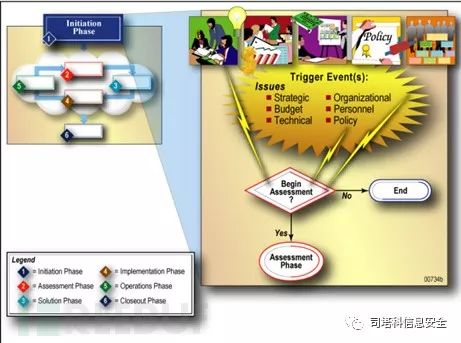 Initiation
Phase
1
2
5
3
4
6
Policy
Trigger Event(s):
Issues
Strategic
Organizational
Budget
Personnel
Technical
Policy
Begin
Assessment
?
No
End
Yes
Assessment
Phase
00734b
Legend
1 = Initiation Phase
4 = Implementation Phase
2 = Assessment Phase
5 = Operations Phase
3 = Solution Phase
6 = Closeout Phase
司塔科信息安全